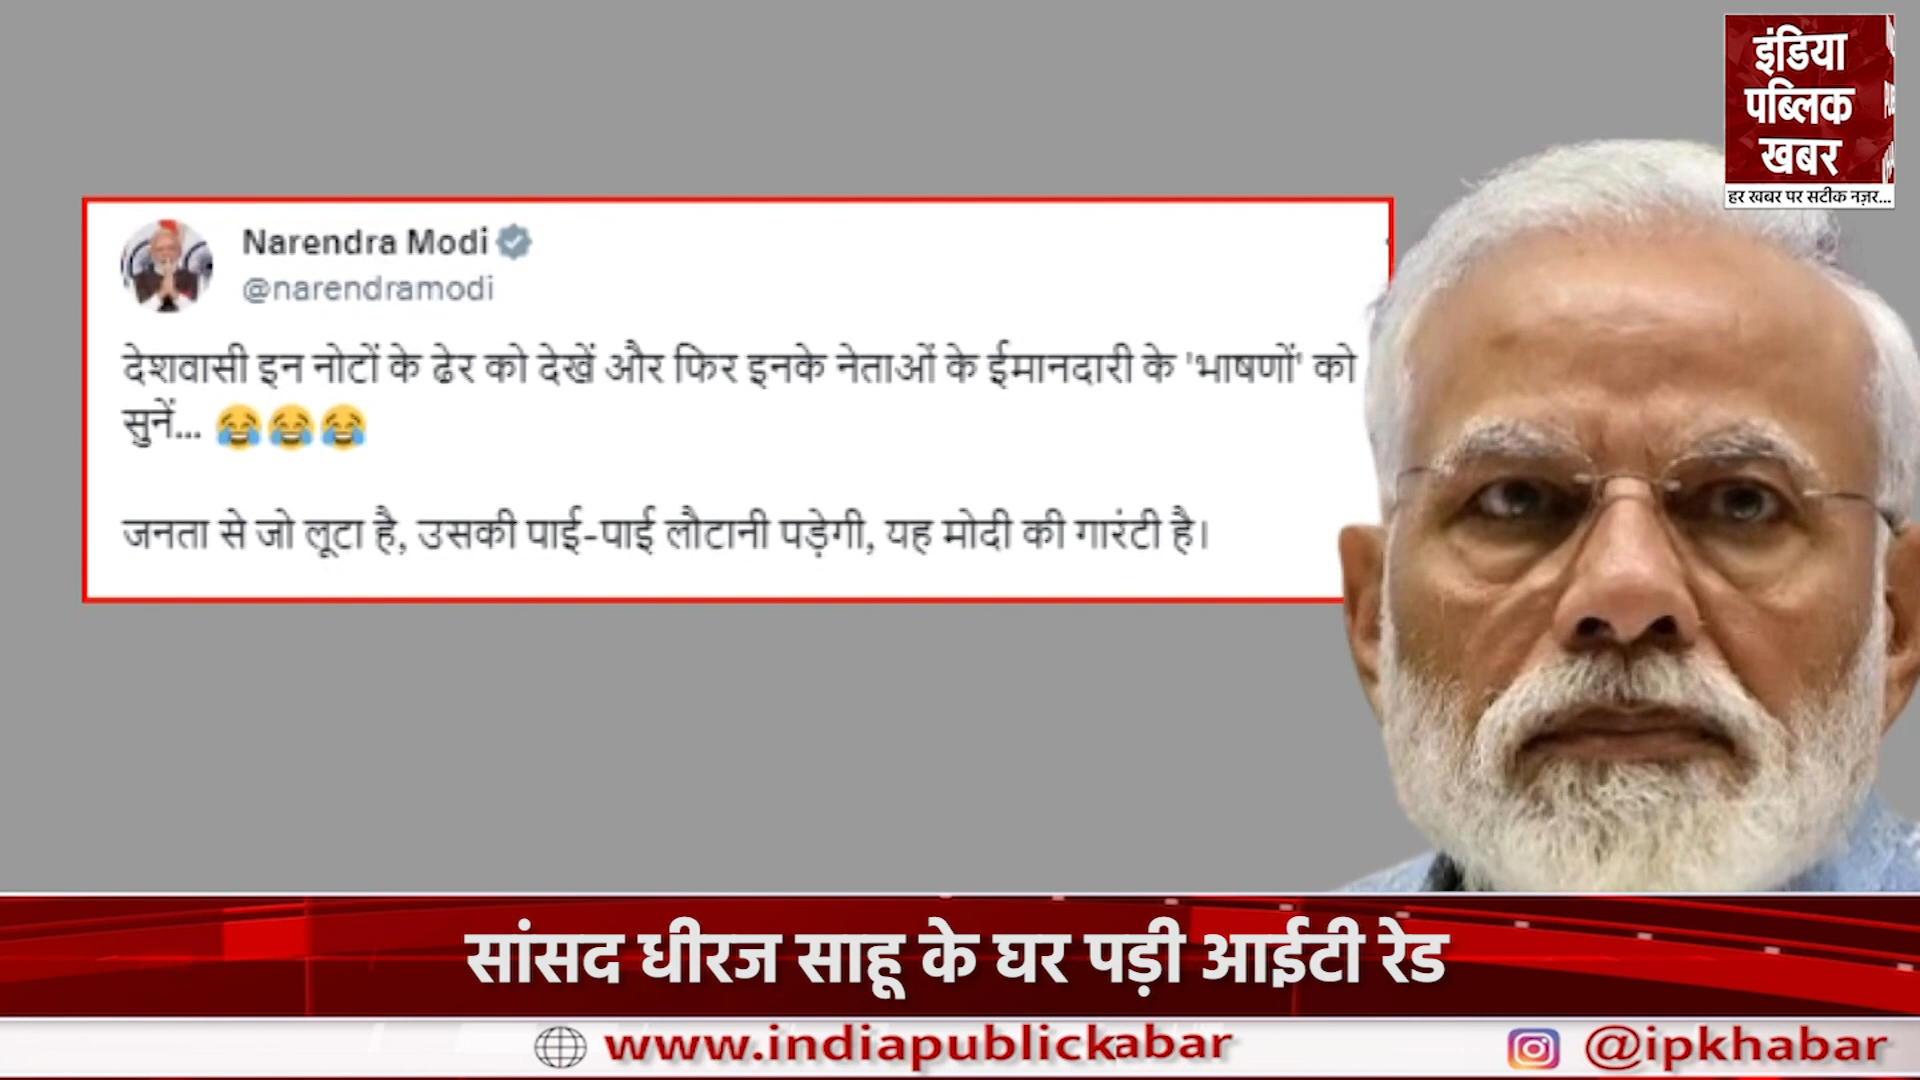 इंडिया
पब्लिक
खबर
हर खबर पर सटीक नज़र...
Narendra Modi
@narendramodi
देशवासी इन नोटों के ढेर को देखें और फिर इनके नेताओं के ईमानदारी के 'भाषणों' को
सुनें... 😂😂😂
जनता से जो लूटा है, उसकी पाई-पाई लौटानी पड़ेगी, यह मोदी की गारंटी है।
सांसद धीरज साहू के घर पड़ी आईटी रेड
www.indiapublickabar
@ipkhabar